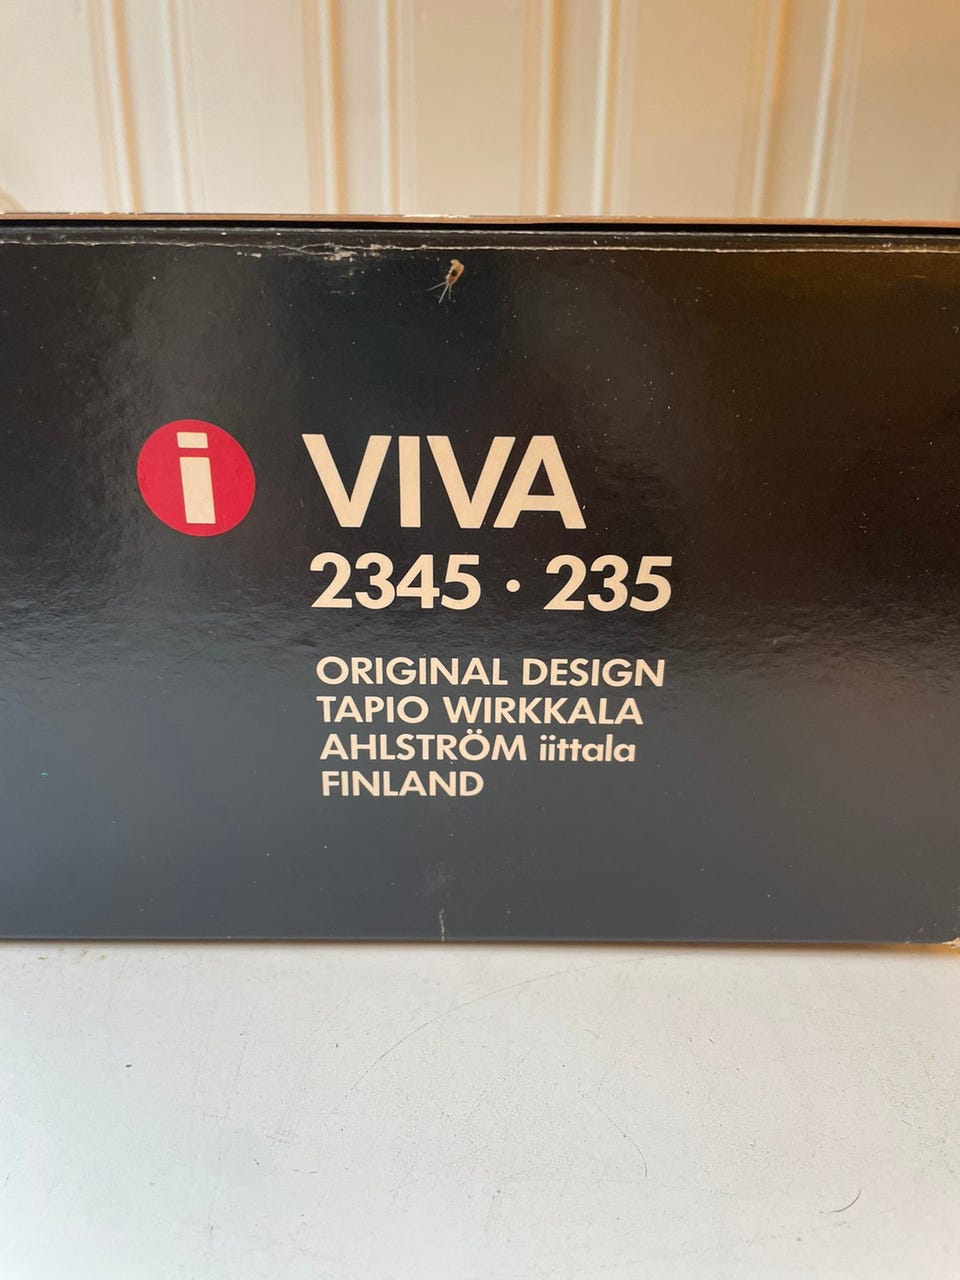 i VIVA
2345 · 235
ORIGINAL DESIGN
TAPIO WIRKKALA
AHLSTRÖM iittala
FINLAND